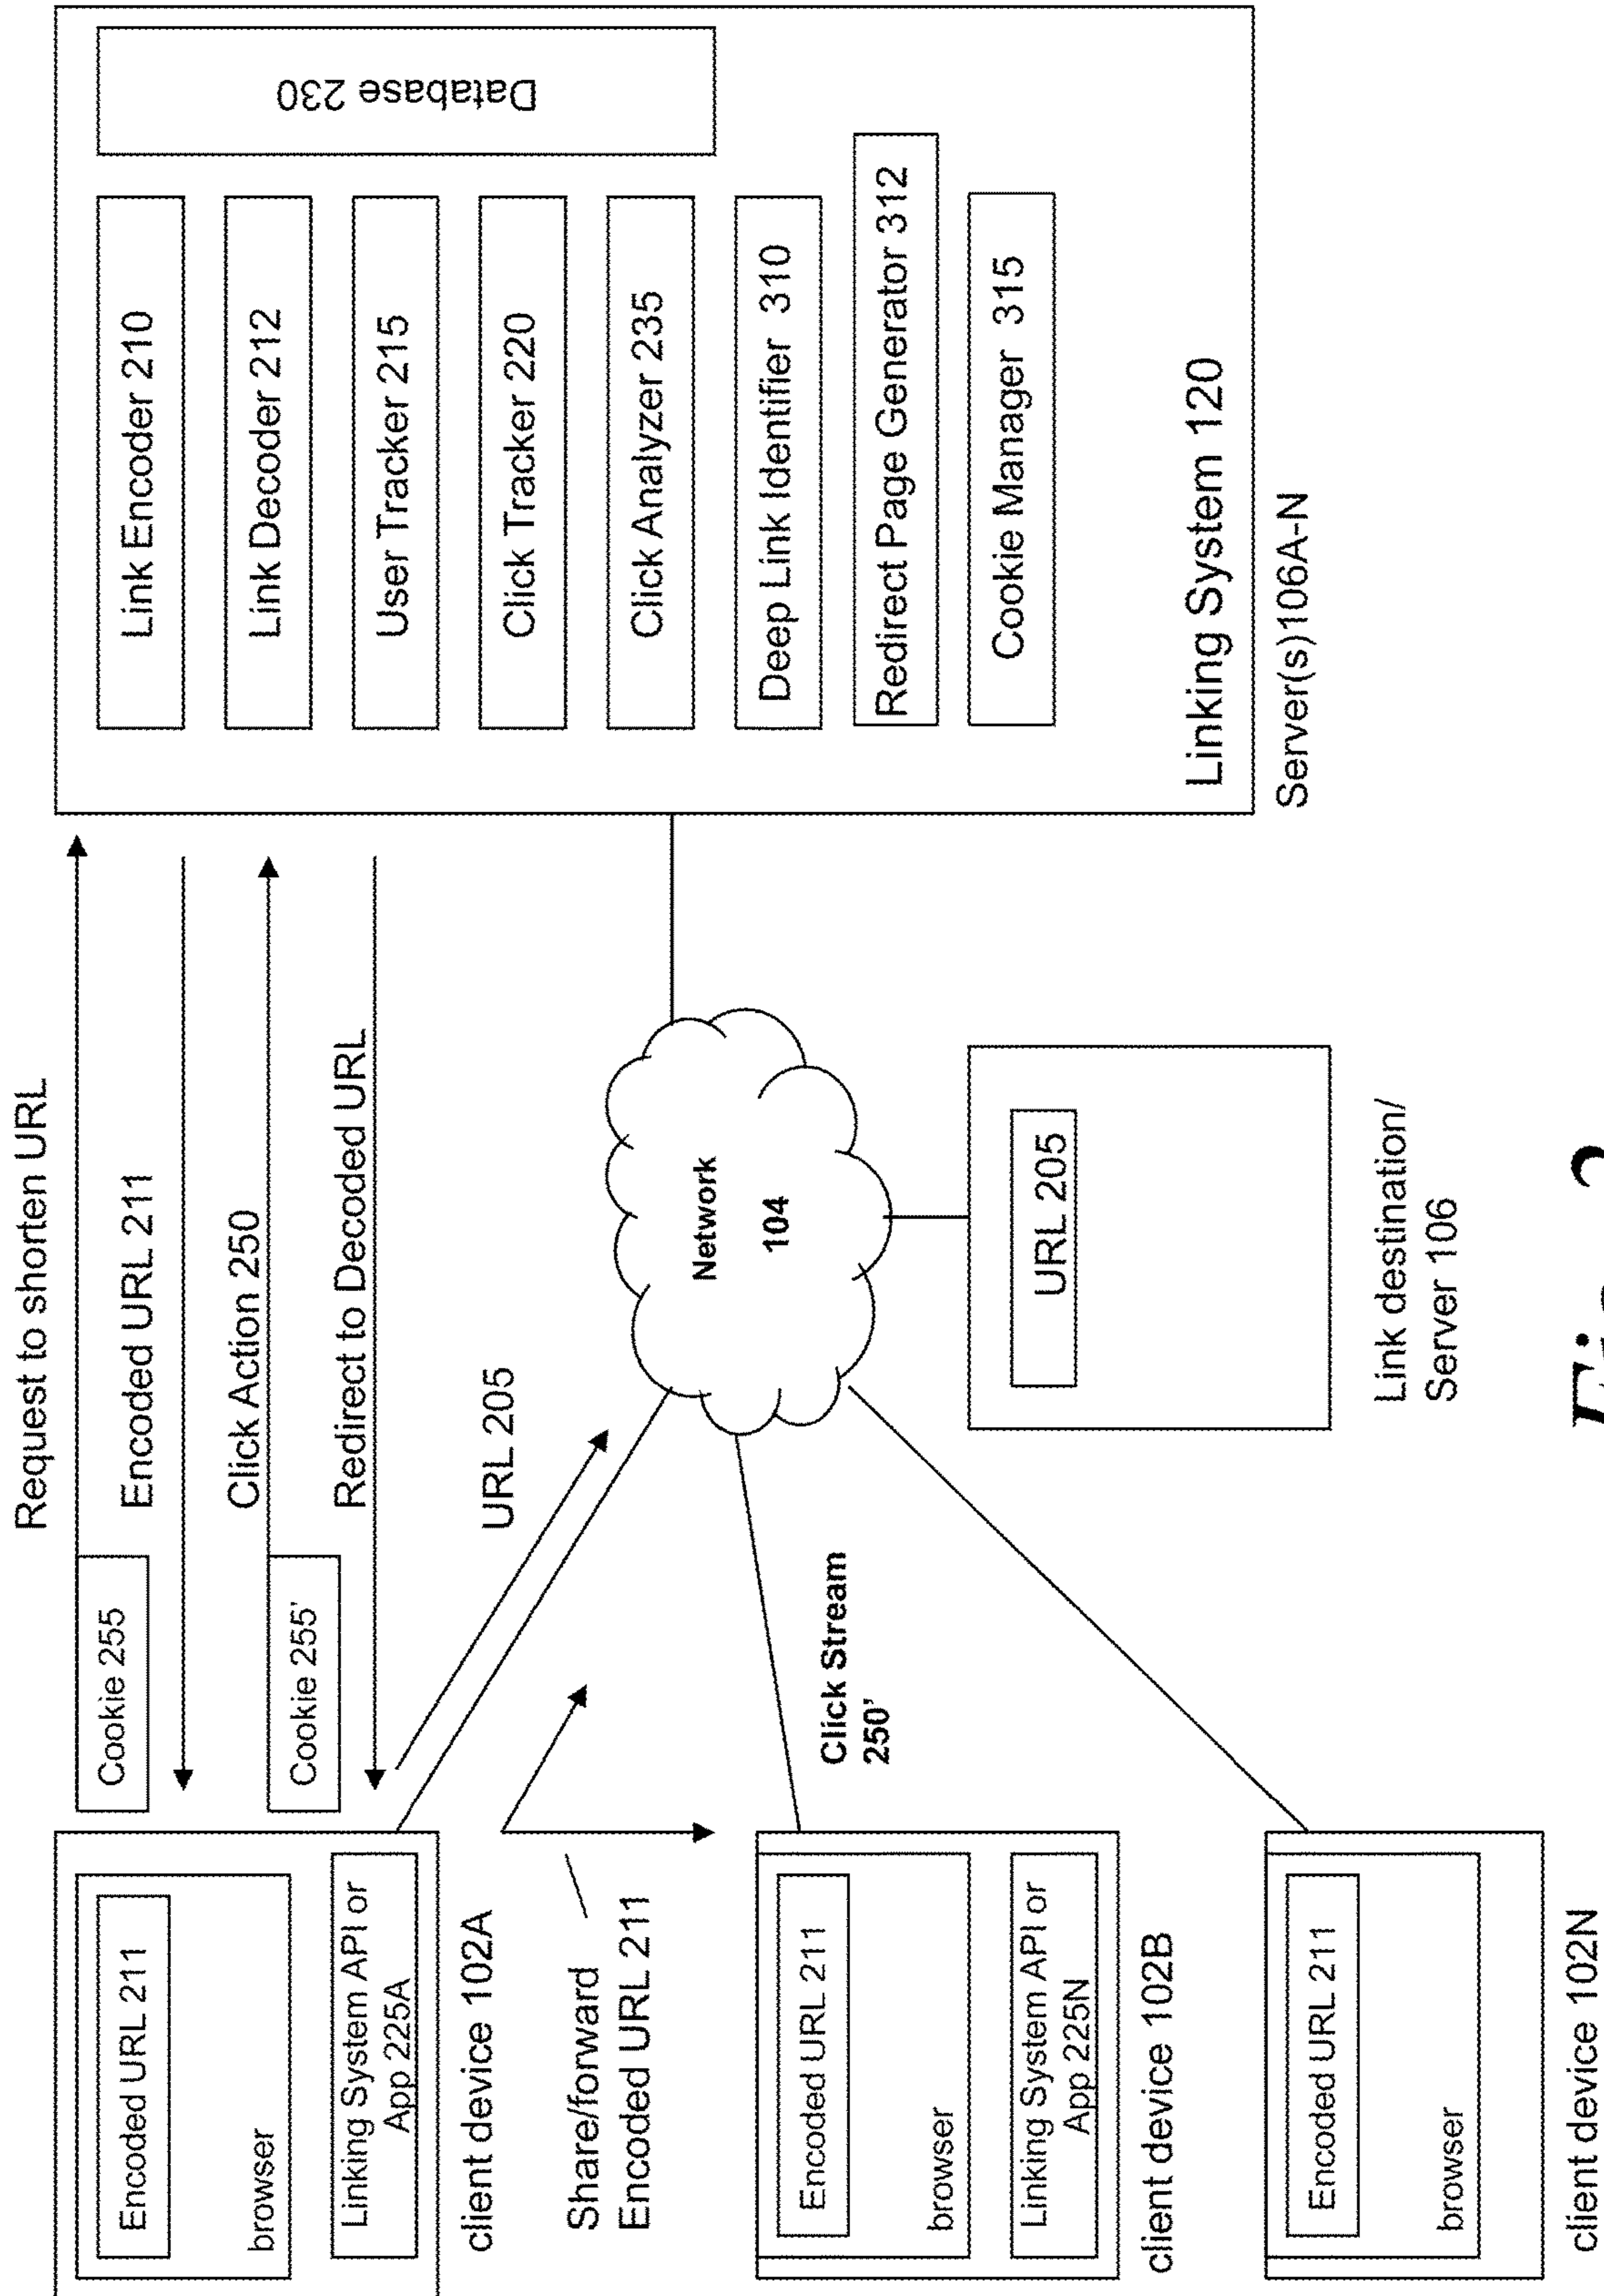 Request to shorten URL
Cookie 255
Encoded URL 211
Click Action 250
Cookie 255'
Redirect to Decoded URL
URL 205
Encoded URL 211
browser
Linking System API or
App 225A
client device 102A
Share/forward
Encoded URL 211
Click Stream
250'
Encoded URL 211
browser
Linking System API or
App 225N
client device 102B
Encoded URL 211
browser
client device 102N
Network
104
URL 205
Link destination/
Server 106
Link Encoder 210
Link Decoder 212
User Tracker 215
Click Tracker 220
Click Analyzer 235
Deep Link Identifier 310
Redirect Page Generator 312
Cookie Manager 315
Database 230
Linking System 120
Server(s)106A-N